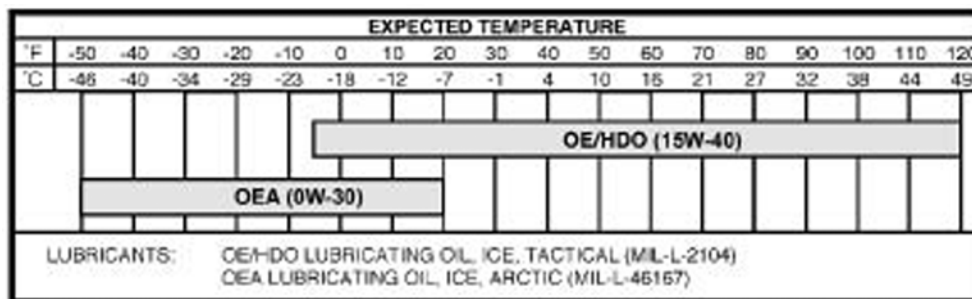 EXPECTED TEMPERATURE
°F -50 -40 -30 -20 -10 0 10 20 30 40 50 60 70 80 90 100 110 120
°C -46 -40 -34 -29 -23 -18 -12 -7 -1 4 10 16 21 27 32 38 44 49
OE/HDO (15W-40)
OEA (0W-30)
LUBRICANTS: OE/HDO LUBRICATING OIL, ICE, TACTICAL (MIL-L-2104)
OEA LUBRICATING OIL, ICE, ARCTIC (MIL-L-46167)